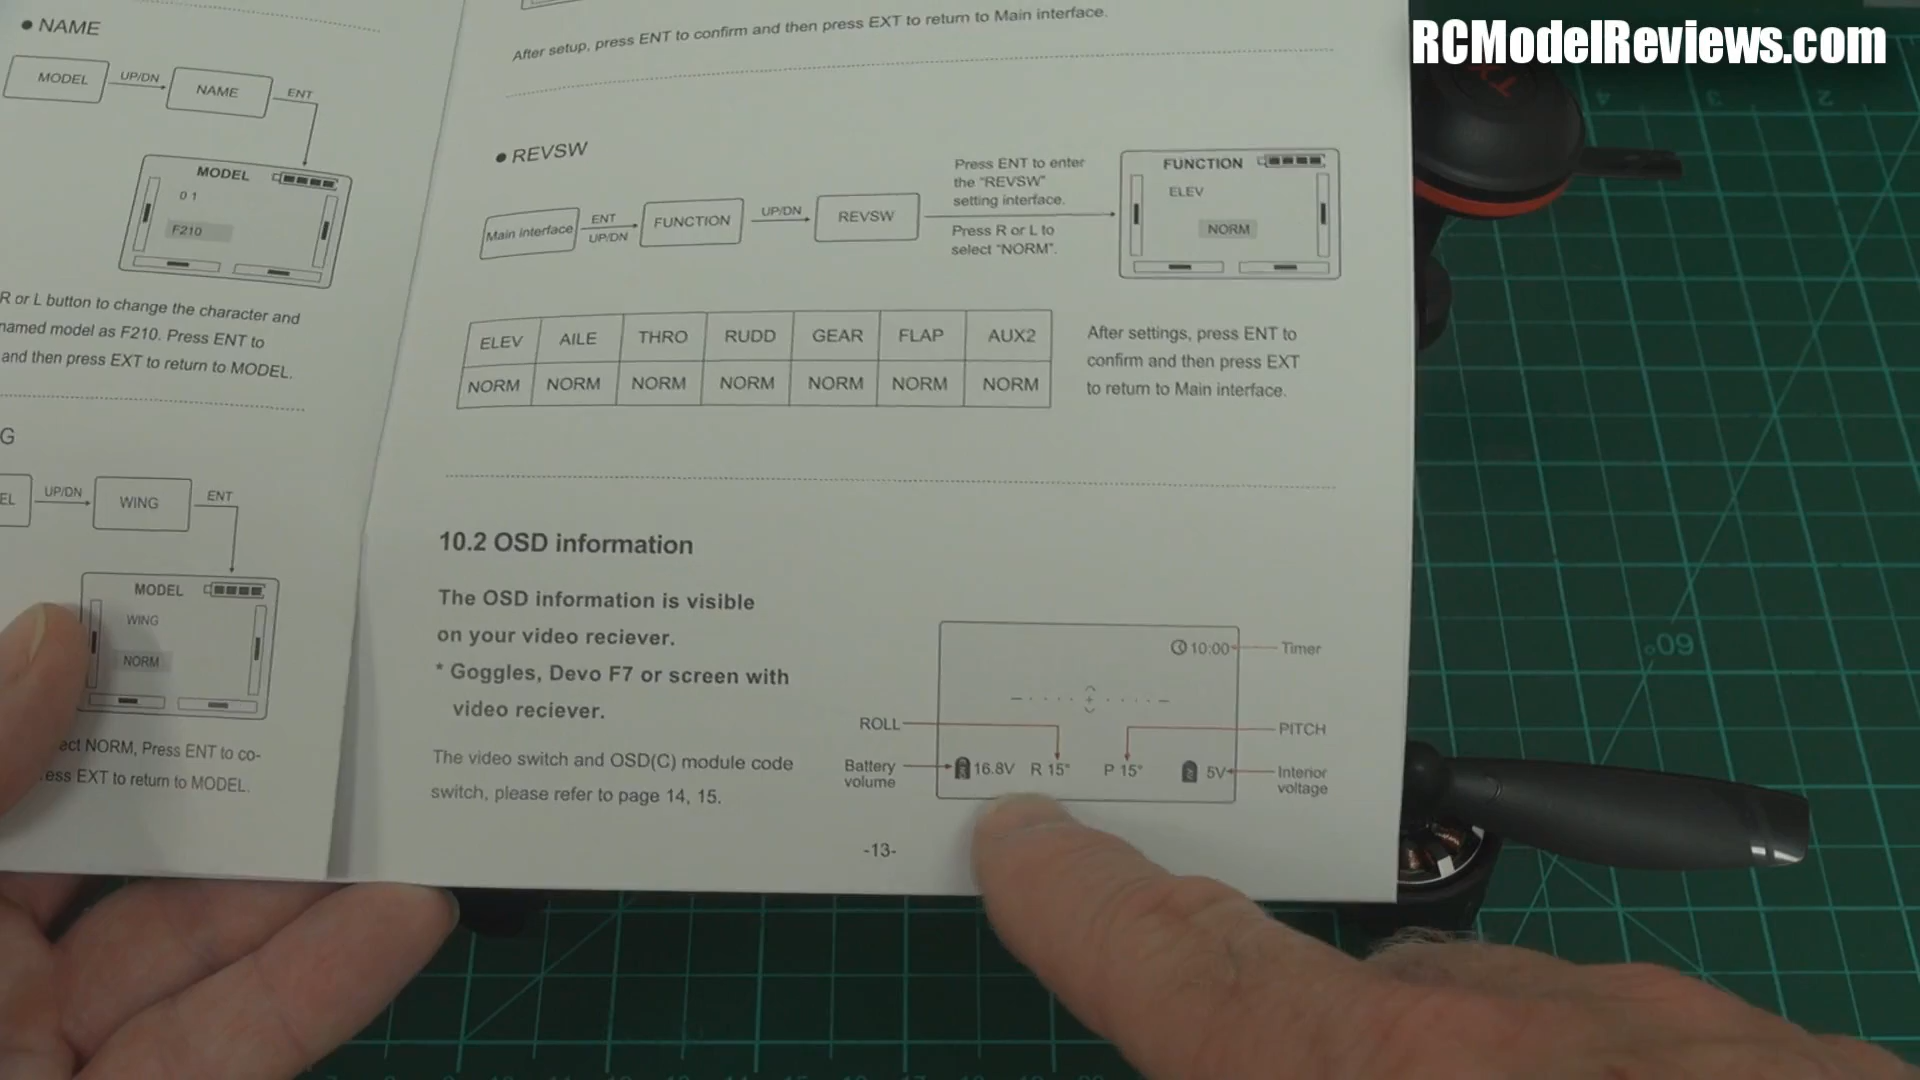 RCModelReviews.com
NAME
MODEL
UP/DN
NAME
ENT
MODEL
0 1
F210
R or L button to change the character and
named model as F210. Press ENT to
and then press EXT to return to MODEL.
G
EL
UP/DN
WING
ENT
MODEL
WING
NORM
ect NORM, Press ENT to co-
ess EXT to return to MODEL.
After setup, press ENT to confirm and then press EXT to return to Main interface.
REVSW
Main interface
ENT
UP/DN
FUNCTION
UP/DN
REVSW
Press ENT to enter
the "REVSW"
setting interface.
Press R or L to
select "NORM".
FUNCTION
ELEV
NORM
ELEV AILE THRO RUDD GEAR FLAP AUX2
NORM NORM NORM NORM NORM NORM NORM
After settings, press ENT to
confirm and then press EXT
to return to Main interface.
10.2 OSD information
The OSD information is visible
on your video reciever.
* Goggles, Devo F7 or screen with
video reciever.
The video switch and OSD(C) module code
switch, please refer to page 14, 15.
10:00
Timer
ROLL
PITCH
Battery
volume
16.8V R 15° P 15° 5V
Interior
voltage
-13-
TX
4 3 2
60